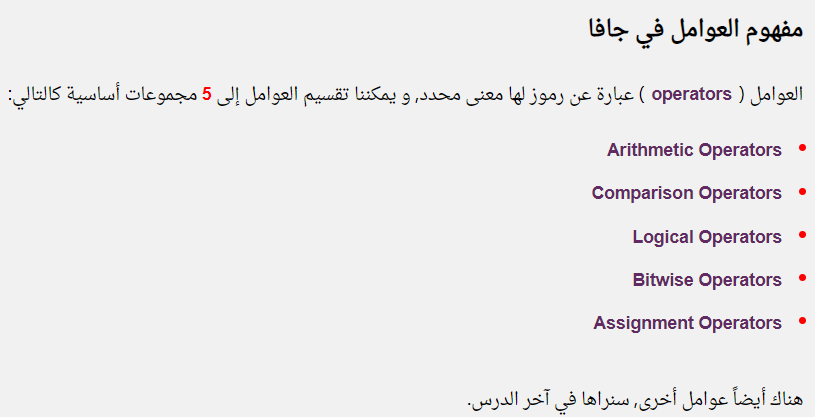 مفهوم العوامل في جافا
العوامل ( operators ) عبارة عن رموز لها معنى محدد, و يمكننا تقسيم العوامل إلى 5 مجموعات أساسية كالتالي:
Arithmetic Operators
Comparison Operators
Logical Operators
Bitwise Operators
Assignment Operators
هناك أيضاً عوامل أخرى, سنراها في آخر الدرس.